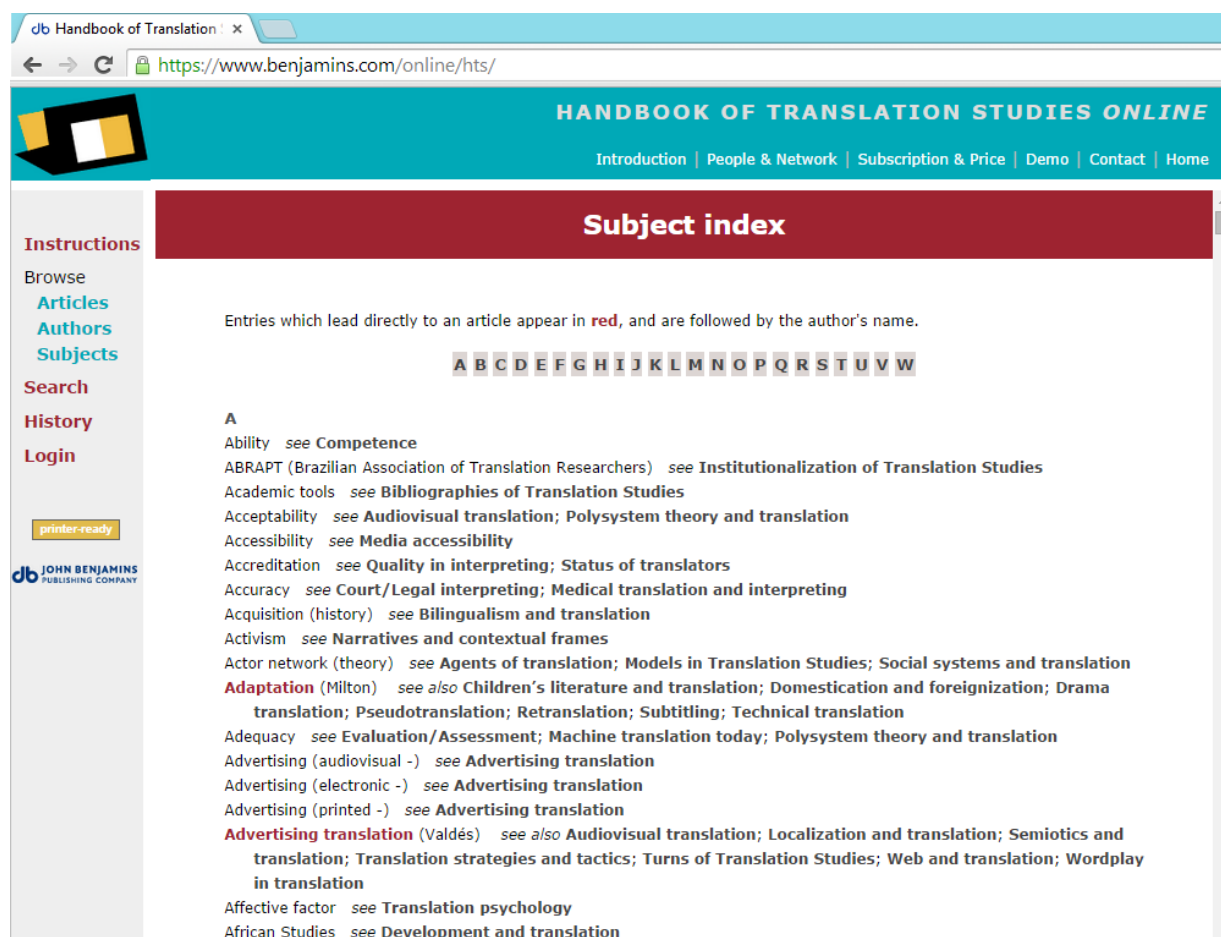 db Handbook of Translation S ×
https://www.benjamins.com/online/hts/
HANDBOOK OF TRANSLATION STUDIES ONLINE
Introduction | People & Network | Subscription & Price | Demo | Contact | Home
Subject index
Instructions
Browse
Articles
Authors
Subjects
Search
History
Login
printer-ready
db JOHN BENJAMINS
PUBLISHING COMPANY
Entries which lead directly to an article appear in red, and are followed by the author's name.
A B C D E F G H I J K L M N O P Q R S T U V W
A
Ability see Competence
ABRAPT (Brazilian Association of Translation Researchers) see Institutionalization of Translation Studies
Academic tools see Bibliographies of Translation Studies
Acceptability see Audiovisual translation; Polysystem theory and translation
Accessibility see Media accessibility
Accreditation see Quality in interpreting; Status of translators
Accuracy see Court/Legal interpreting; Medical translation and interpreting
Acquisition (history) see Bilingualism and translation
Activism see Narratives and contextual frames
Actor network (theory) see Agents of translation; Models in Translation Studies; Social systems and translation
Adaptation (Milton) see also Children’s literature and translation; Domestication and foreignization; Drama
translation; Pseudotranslation; Retranslation; Subtitling; Technical translation
Adequacy see Evaluation/Assessment; Machine translation today; Polysystem theory and translation
Advertising (audiovisual -) see Advertising translation
Advertising (electronic -) see Advertising translation
Advertising (printed -) see Advertising translation
Advertising translation (Valdés) see also Audiovisual translation; Localization and translation; Semiotics and
translation; Translation strategies and tactics; Turns of Translation Studies; Web and translation; Wordplay
in translation
Affective factor see Translation psychology
African Studies see Development and translation